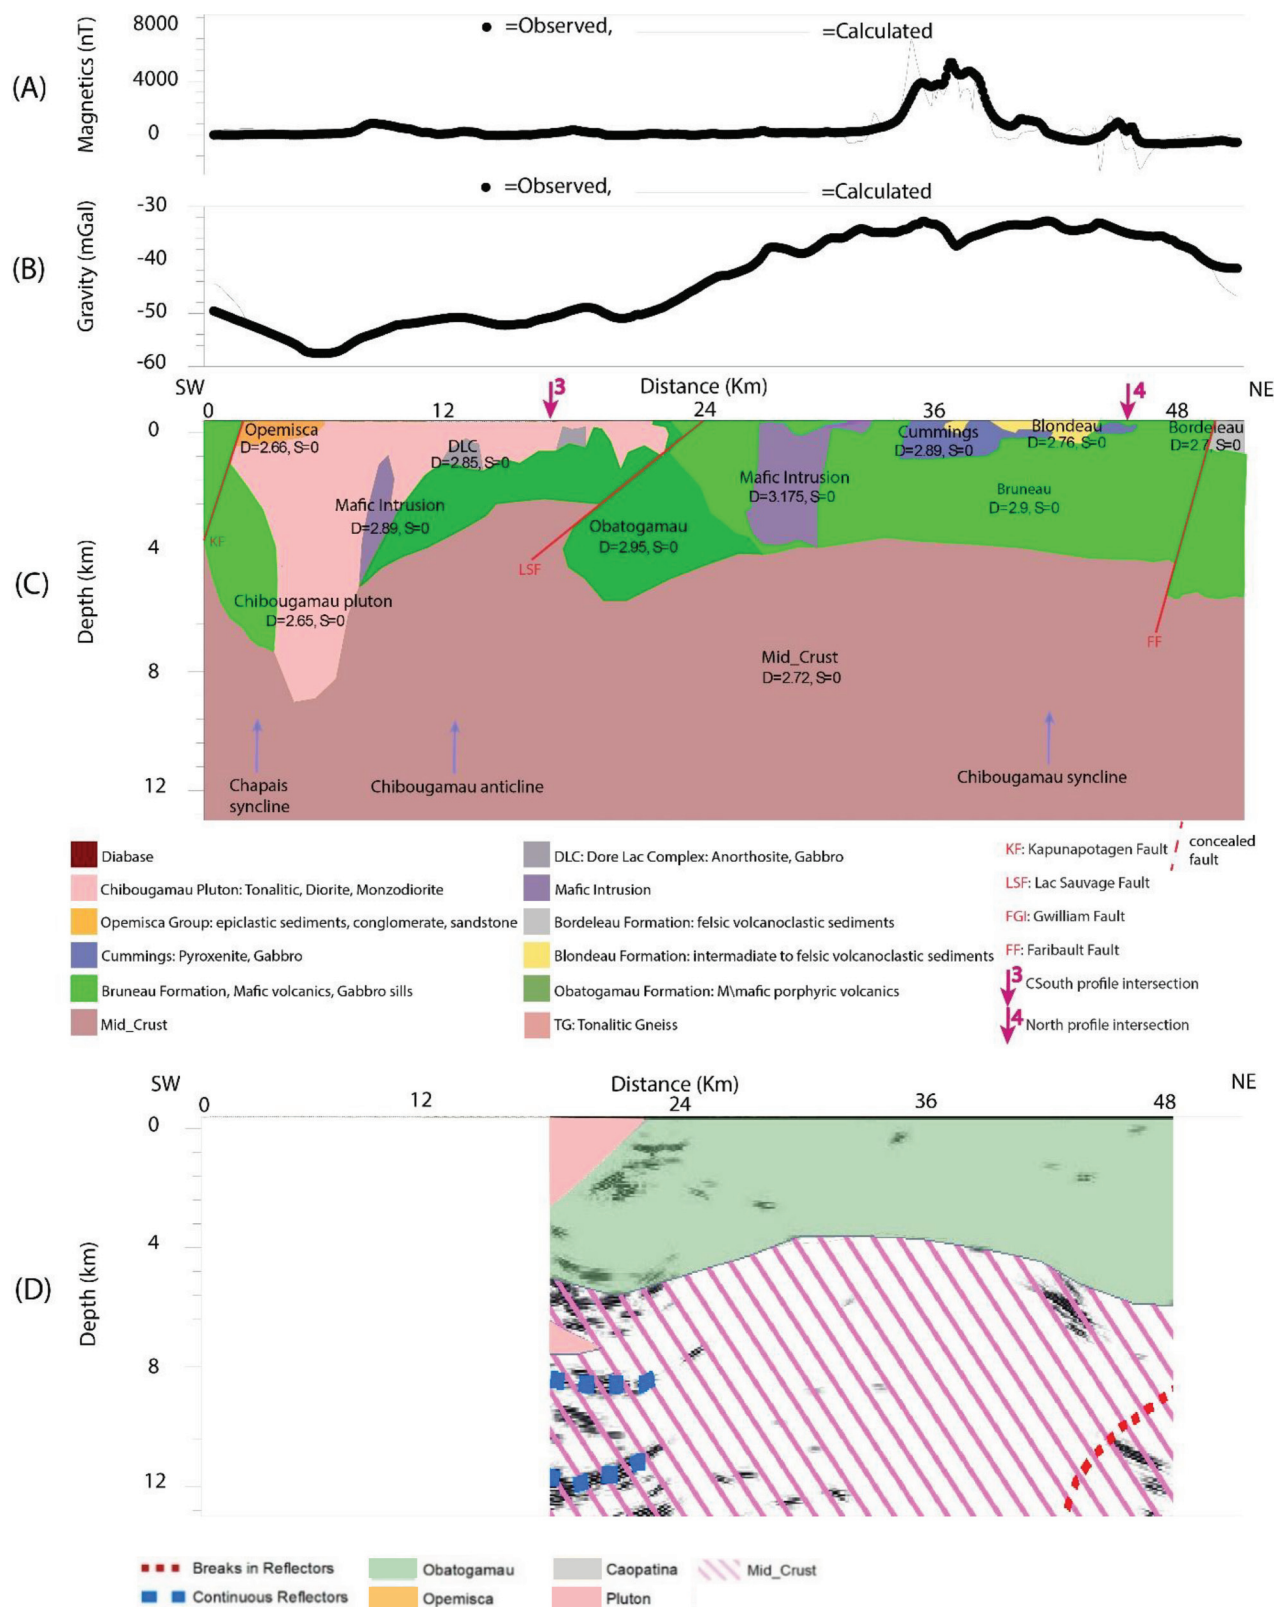 (A)
Magnetics (nT)
8000
4000
0
=Observed, =Calculated
(B)
Gravity (mGal)
-30
-40
-50
-60
=Observed, =Calculated
SW Distance (Km) NE
0 12 24 36 48
3
4
(C)
Depth (km)
0
4
8
12
Opemisca
D=2.66, S=0
DLC
D=2.85, S=0
Mafic Intrusion
D=2.89, S=0
KF
Chibougamau pluton
D=2.65, S=0
LSF
Obatogamau
D=2.95, S=0
Mafic Intrusion
D=3.175, S=0
Cummings
D=2.89, S=0
Blondeau
D=2.76, S=0
Bordeleau
D=2.7, S=0
Bruneau
D=2.9, S=0
FF
Mid_Crust
D=2.72, S=0
Chapais
syncline
Chibougamau anticline
Chibougamau syncline
Diabase
Chibougamau Pluton: Tonalitic, Diorite, Monzodiorite
Opemisca Group: epiclastic sediments, conglomerate, sandstone
Cummings: Pyroxenite, Gabbro
Bruneau Formation, Mafic volcanics, Gabbro sills
Mid_Crust
DLC: Dore Lac Complex: Anorthosite, Gabbro
Mafic Intrusion
Bordeleau Formation: felsic volcanoclastic sediments
Blondeau Formation: intermadiate to felsic volcanoclastic sediments
Obatogamau Formation: M\mafic porphyric volcanics
TG: Tonalitic Gneiss
KF: Kapunapotagen Fault
LSF: Lac Sauvage Fault
FGI: Gwilliam Fault
FF: Faribault Fault
3 CSouth profile intersection
4 North profile intersection
concealed
fault
SW Distance (Km) NE
0 12 24 36 48
(D)
Depth (km)
0
4
8
12
Breaks in Reflectors
Continuous Reflectors
Obatogamau
Opemisca
Caopatina
Pluton
Mid_Crust